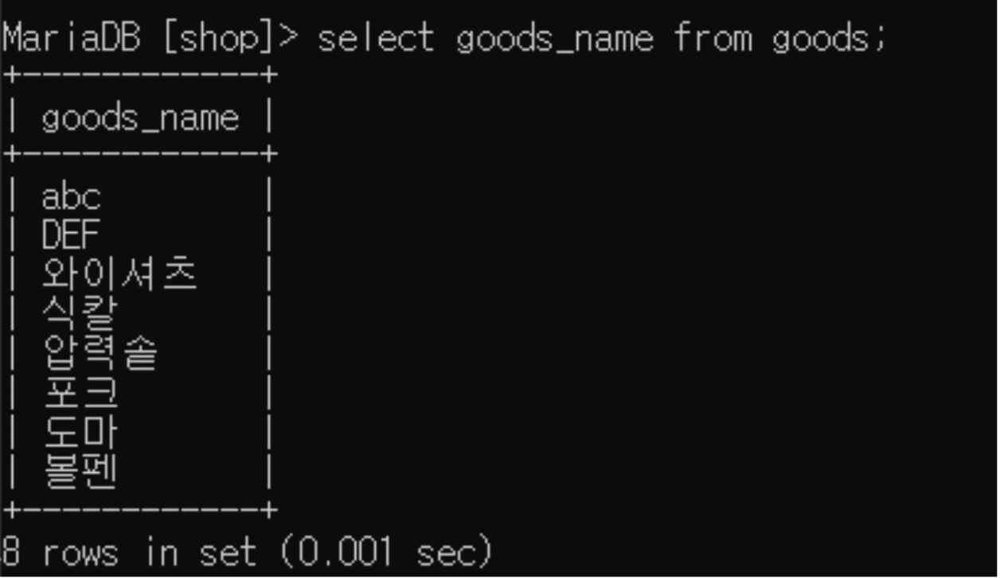 MariaDB [shop]> select goods_name from goods;
+------------+
| goods_name |
+------------+
| abc        |
| DEF        |
| 와이셔츠   |
| 식칼       |
| 압력솥     |
| 포크       |
| 도마       |
| 볼펜       |
+------------+
8 rows in set (0.001 sec)